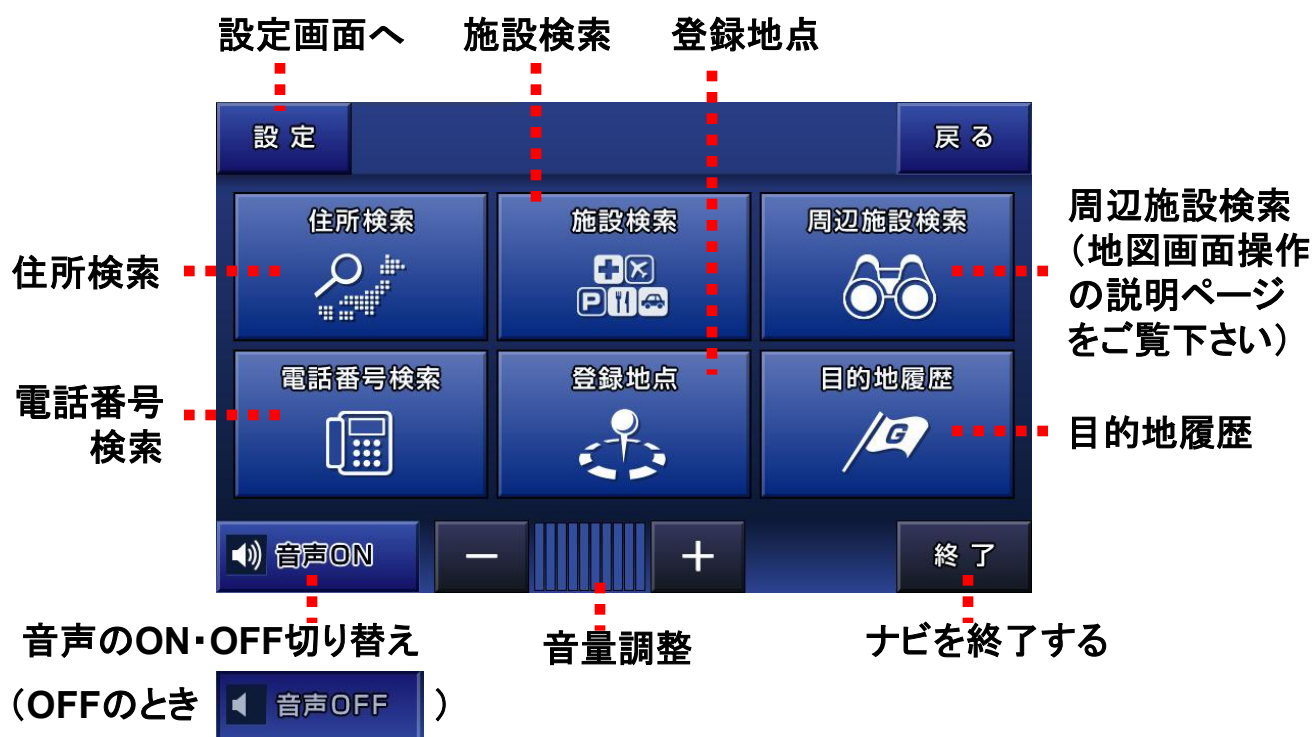 設定画面へ 施設検索 登録地点
設定 戻る
住所検索 施設検索 周辺施設検索
P
住所検索
周辺施設検索
（地図画面操作
の説明ページ
をご覧下さい）
電話番号検索 登録地点 目的地履歴
G
電話番号
検索
目的地履歴
音声ON － ＋ 終了
音声のON・OFF切り替え
音量調整
ナビを終了する
（OFFのとき 音声OFF ）